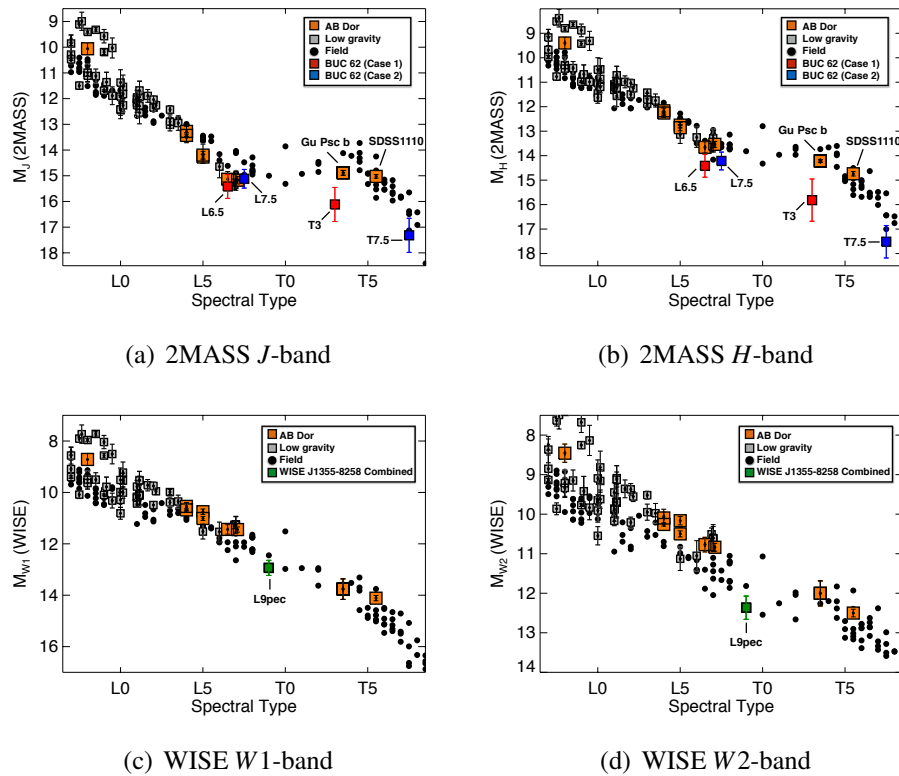 9
10
11
12
13
14
15
16
17
18
M_J (2MASS)
AB Dor
Low gravity
Field
BUC 62 (Case 1)
BUC 62 (Case 2)
Gu Psc b
SDSS1110
L6.5
L7.5
T3
T7.5
L0 L5 T0 T5
Spectral Type
(a) 2MASS J-band
9
10
11
12
13
14
15
16
17
18
M_H (2MASS)
AB Dor
Low gravity
Field
BUC 62 (Case 1)
BUC 62 (Case 2)
Gu Psc b
SDSS1110
L6.5
L7.5
T3
T7.5
L0 L5 T0 T5
Spectral Type
(b) 2MASS H-band
8
10
12
14
16
M_W1 (WISE)
AB Dor
Low gravity
Field
WISE J1355-8258 Combined
L9pec
L0 L5 T0 T5
Spectral Type
(c) WISE W1-band
8
9
10
11
12
13
14
M_W2 (WISE)
AB Dor
Low gravity
Field
WISE J1355-8258 Combined
L9pec
L0 L5 T0 T5
Spectral Type
(d) WISE W2-band